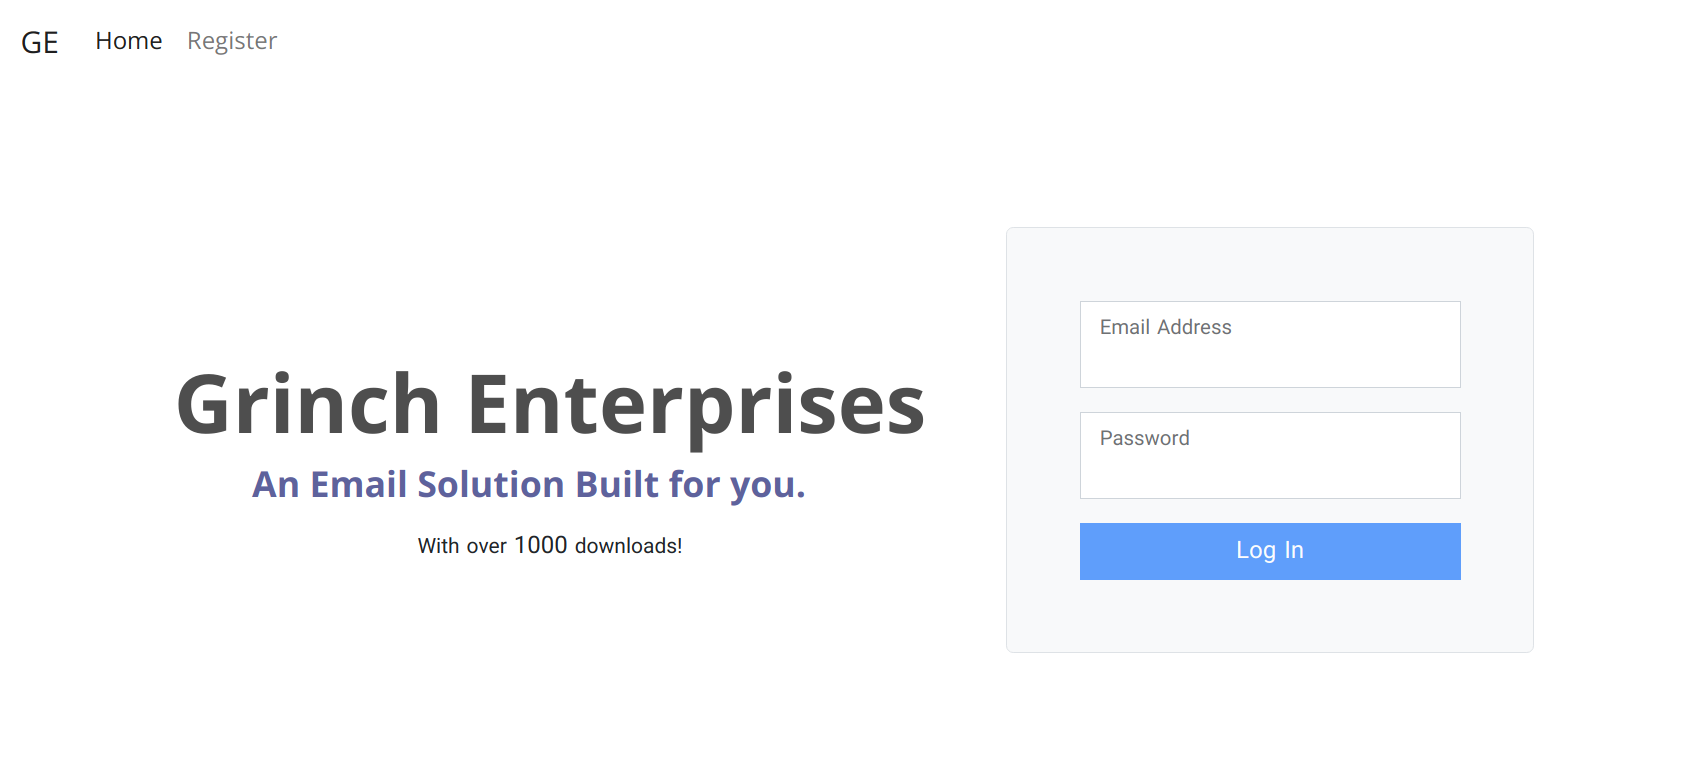 GE Home Register
Grinch Enterprises
An Email Solution Built for you.
With over 1000 downloads!
Email Address
Password
Log In